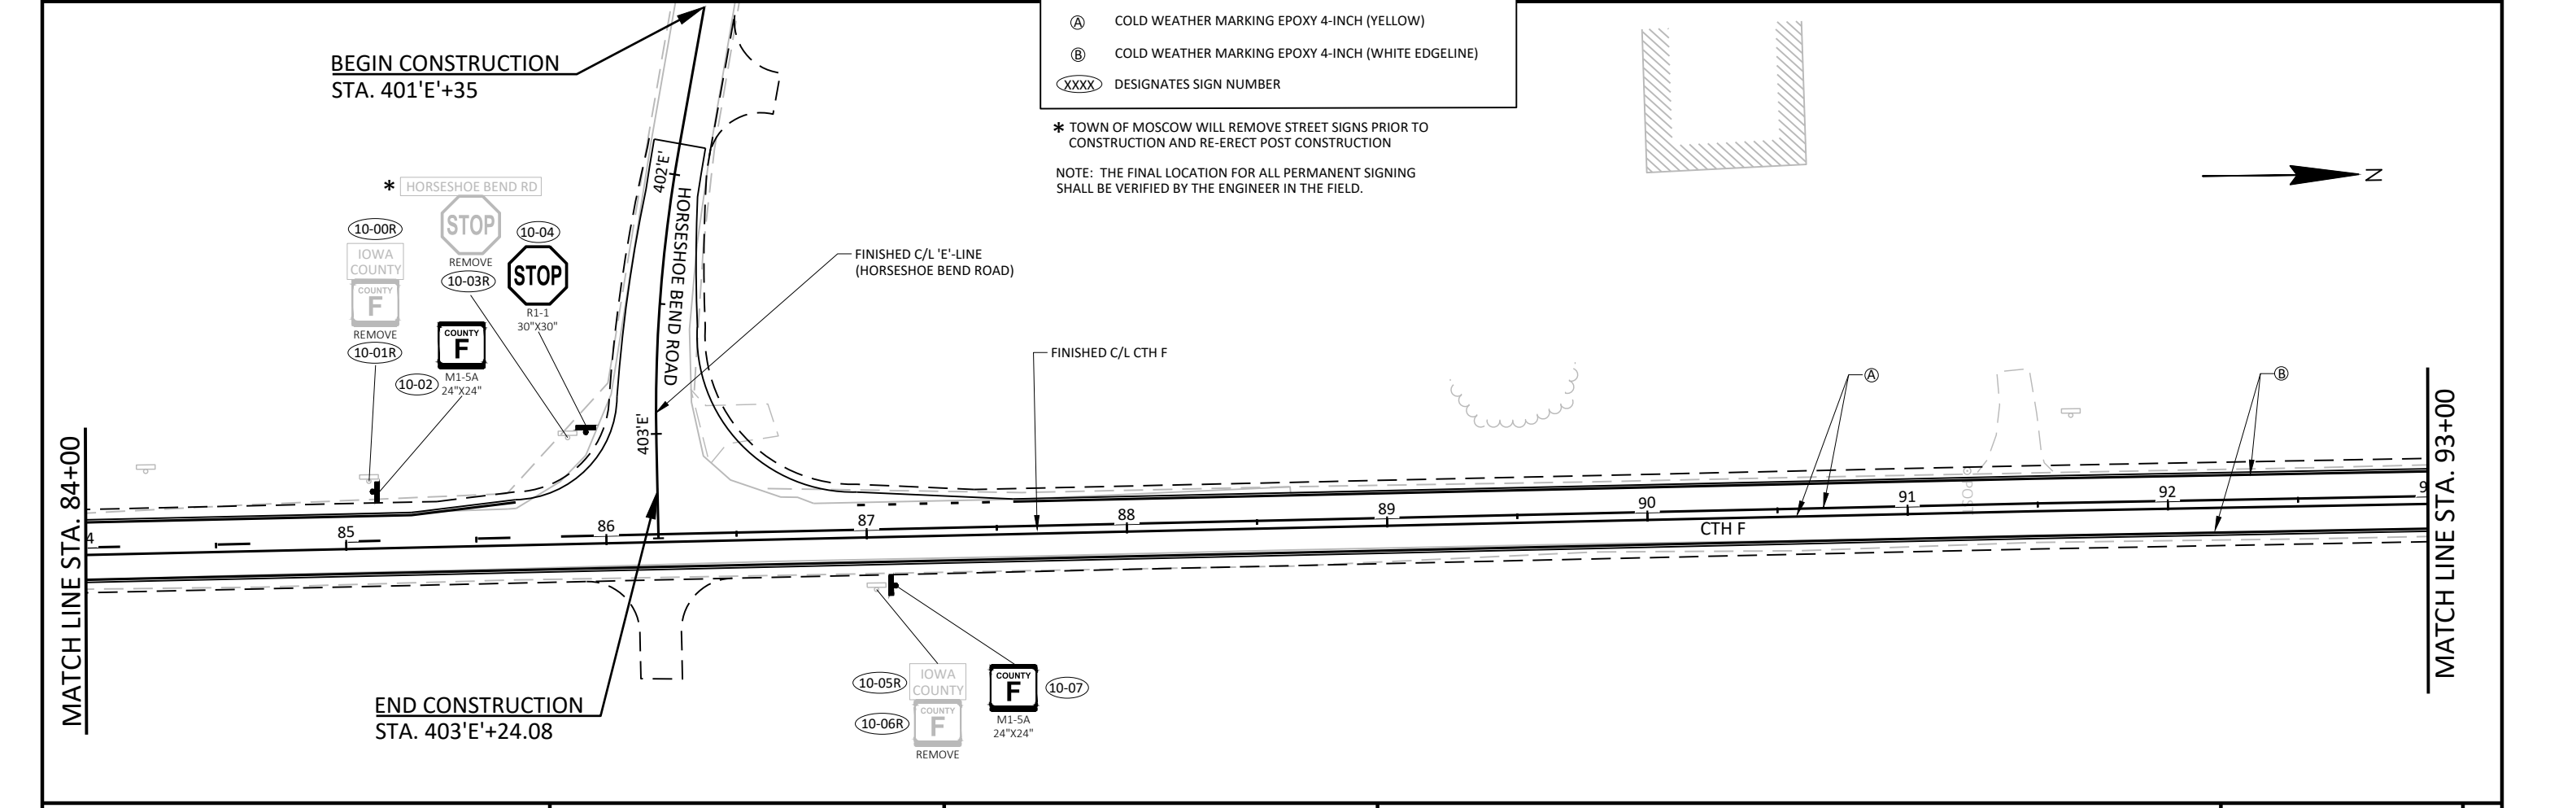 BEGIN CONSTRUCTION
STA. 401'E'+35
A COLD WEATHER MARKING EPOXY 4-INCH (YELLOW)
B COLD WEATHER MARKING EPOXY 4-INCH (WHITE EDGELINE)
XXXX DESIGNATES SIGN NUMBER
* TOWN OF MOSCOW WILL REMOVE STREET SIGNS PRIOR TO
CONSTRUCTION AND RE-ERECT POST CONSTRUCTION
NOTE: THE FINAL LOCATION FOR ALL PERMANENT SIGNING
SHALL BE VERIFIED BY THE ENGINEER IN THE FIELD.
N
* HORSESHOE BEND RD
STOP
REMOVE
10-03R
10-00R
IOWA
COUNTY
COUNTY
F
REMOVE
10-01R
10-04
STOP
R1-1
30"X30"
COUNTY
F
10-02
M1-5A
24"X24"
402'E'
HORSESHOE BEND ROAD
403'E'
FINISHED C/L 'E'-LINE
(HORSESHOE BEND ROAD)
FINISHED C/L CTH F
A
B
MATCH LINE STA. 84+00
4
85
86
87
88
89
90
91
92
9
CTH F
MATCH LINE STA. 93+00
END CONSTRUCTION
STA. 403'E'+24.08
10-05R
IOWA
COUNTY
10-06R
COUNTY
F
REMOVE
COUNTY
F
10-07
M1-5A
24"X24"